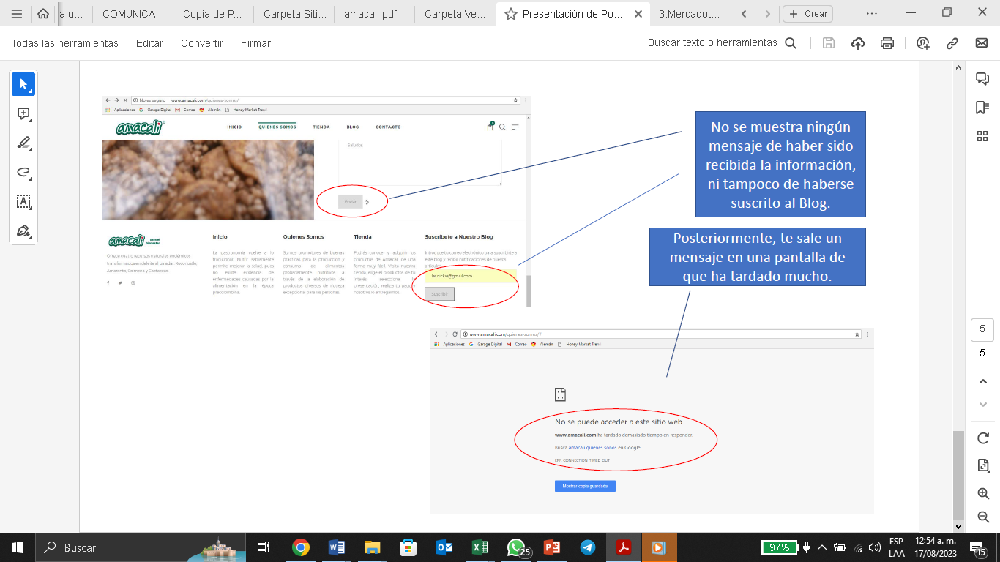 ra u...
COMUNICA...
Copia de P...
Carpeta Siti...
amacali.pdf
Carpeta Ve...
Presentación de Po...
3.Mercadot...
Crear
Todas las herramientas
Editar
Convertir
Firmar
Buscar texto o herramientas
No es seguro
www.amacali.com/quienes-somos/
Aplicaciones
Garage Digital
Correo
Alemán
Honey Market Tren
amacali
INICIO
QUIENES SOMOS
TIENDA
BLOG
CONTACTO
Saludos
Enviar
amacali
para el
bienestar
Ofrece cuatro recursos naturales endémicos
transformados en deleite al paladar: Xoconostle,
Amaranto, Colmena y Cactaceae.
Inicio
La gastronomía vuelve a lo
tradicional: Nutrir sabiamente
permite mejorar la salud, pues
no existe evidencia de
enfermedades causadas por la
alimentación en la época
precolombina.
Quienes Somos
Somos promotores de buenas
prácticas para la producción y
consumo de alimentos
probadamente nutritivos, a
través de la elaboración de
productos diversos de riqueza
excepcional para las personas.
Tienda
Podrás conocer y adquirir los
productos de Amacali de una
forma muy fácil. Visita nuestra
tienda, elige el productos de tu
interés, selecciona la
presentación, realiza tu pago y
nosotros lo entregamos.
Suscríbete a Nuestro Blog
Introduce tu correo electrónico para suscribirte a
este blog y recibir notificaciones de nuevos
artículos.
lar.dickie@gmail.com
Suscribir
No se muestra ningún
mensaje de haber sido
recibida la información,
ni tampoco de haberse
suscrito al Blog.
Posteriormente, te sale un
mensaje en una pantalla de
que ha tardado mucho.
www.amacali.com/quienes-somos/#
Aplicaciones
Garage Digital
Correo
Alemán
Honey Market Tren
No se puede acceder a este sitio web
www.amacali.com ha tardado demasiado tiempo en responder.
Busca amacali quienes somos en Google
ERR_CONNECTION_TIMED_OUT
Mostrar copia guardada
5
5
Buscar
25
97%
ESP
LAA
12:54 a. m.
17/08/2023
15